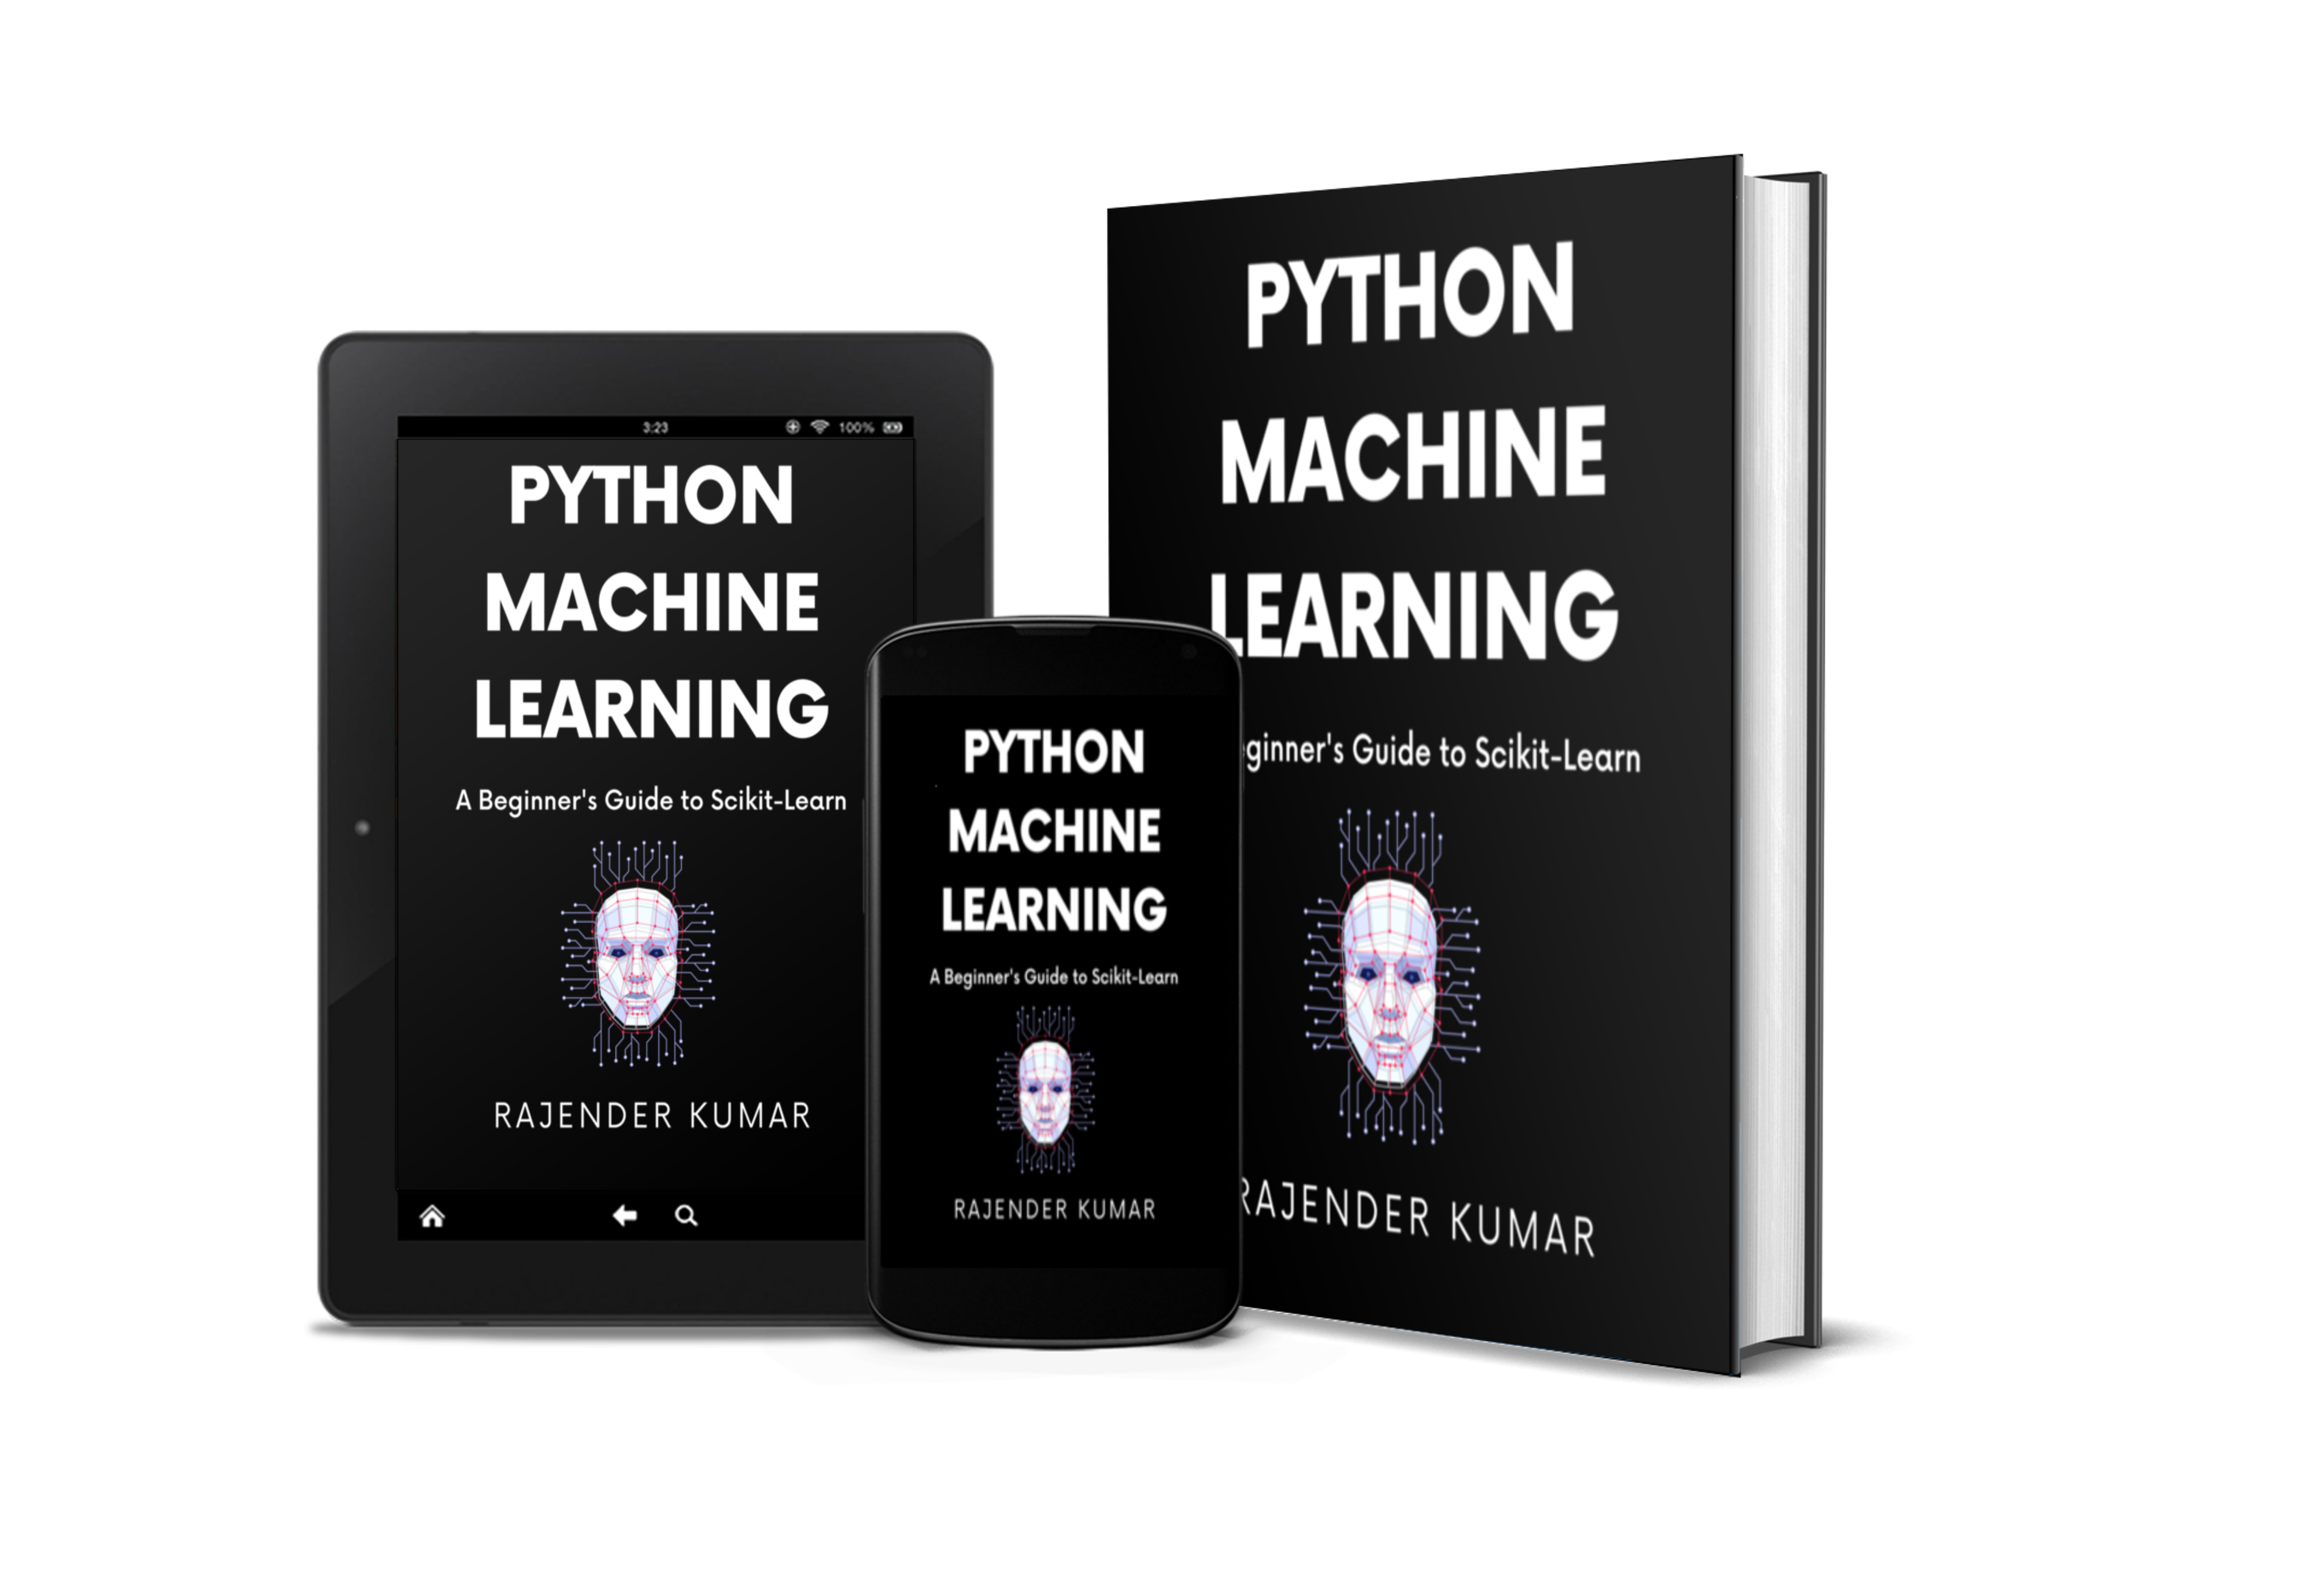 3:23 100%
PYTHON
MACHINE
LEARNING
A Beginner's Guide to Scikit-Learn
RAJENDER KUMAR
PYTHON
MACHINE
LEARNING
A Beginner's Guide to Scikit-Learn
RAJENDER KUMAR
PYTHON
MACHINE
LEARNING
Guide to Scikit-Learn
RAJENDER KUMAR